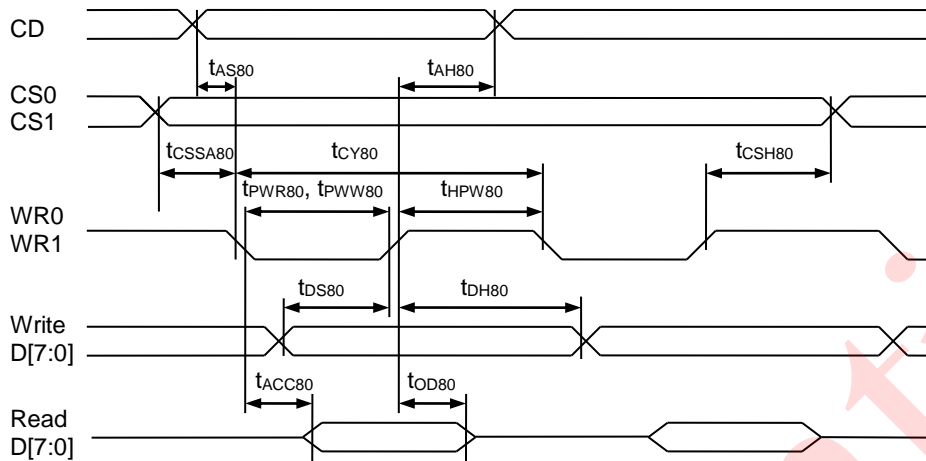 CD
tAS80
tAH80
CS0
CS1
tCSSA80
tCY80
tCSH80
tPWR80, tPWW80
tHPW80
WR0
WR1
tDS80
tDH80
Write
D[7:0]
tACC80
tOD80
Read
D[7:0]